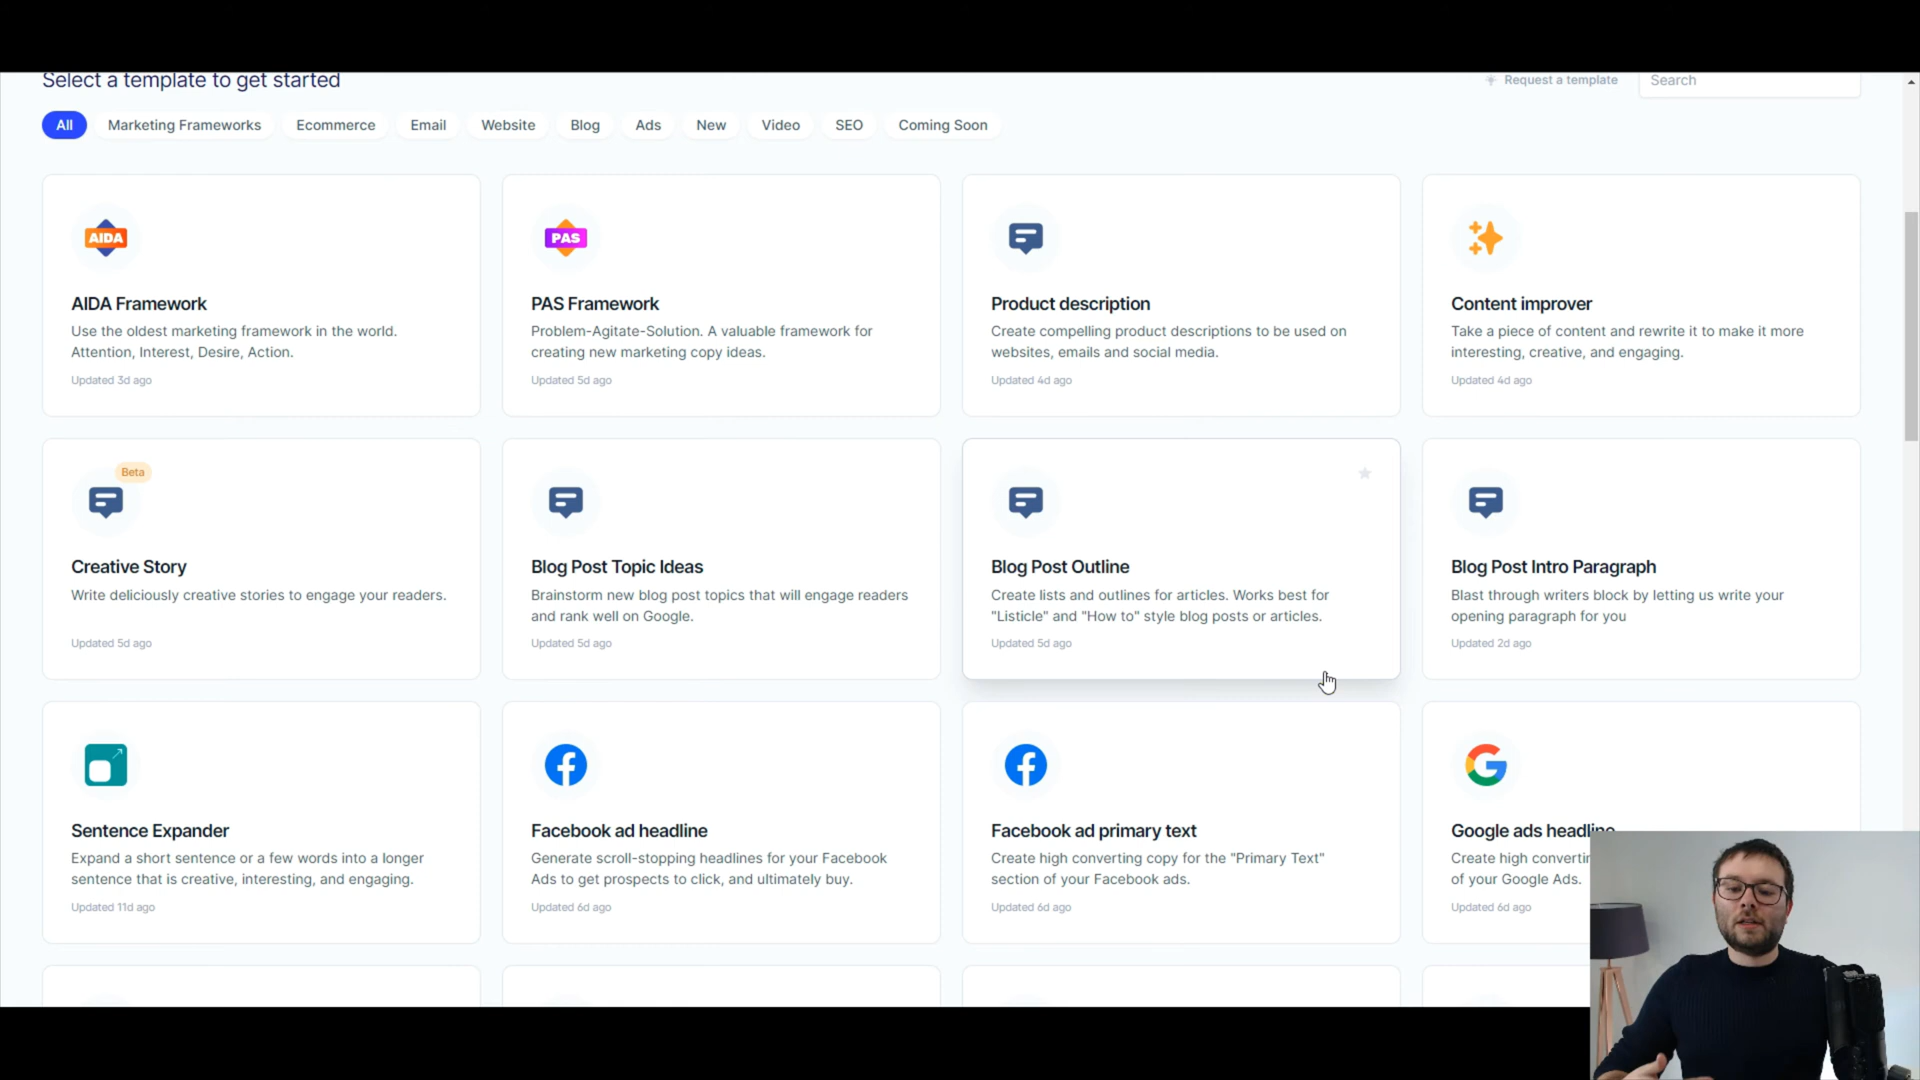 Select a template to get started
Request a template
Search
All
Marketing Frameworks
Ecommerce
Email
Website
Blog
Ads
New
Video
SEO
Coming Soon
AIDA
AIDA Framework
Use the oldest marketing framework in the world.
Attention, Interest, Desire, Action.
Updated 3d ago
PAS
PAS Framework
Problem-Agitate-Solution. A valuable framework for
creating new marketing copy ideas.
Updated 5d ago
Product description
Create compelling product descriptions to be used on
websites, emails and social media.
Updated 4d ago
Content improver
Take a piece of content and rewrite it to make it more
interesting, creative, and engaging.
Updated 4d ago
Beta
Creative Story
Write deliciously creative stories to engage your readers.
Updated 5d ago
Blog Post Topic Ideas
Brainstorm new blog post topics that will engage readers
and rank well on Google.
Updated 5d ago
Blog Post Outline
Create lists and outlines for articles. Works best for
"Listicle" and "How to" style blog posts or articles.
Updated 5d ago
Blog Post Intro Paragraph
Blast through writers block by letting us write your
opening paragraph for you
Updated 2d ago
Sentence Expander
Expand a short sentence or a few words into a longer
sentence that is creative, interesting, and engaging.
Updated 11d ago
Facebook ad headline
Generate scroll-stopping headlines for your Facebook
Ads to get prospects to click, and ultimately buy.
Updated 6d ago
Facebook ad primary text
Create high converting copy for the "Primary Text"
section of your Facebook ads.
Updated 6d ago
Google ads headline
Create high
of your Google Ads.
Updated 6d ago